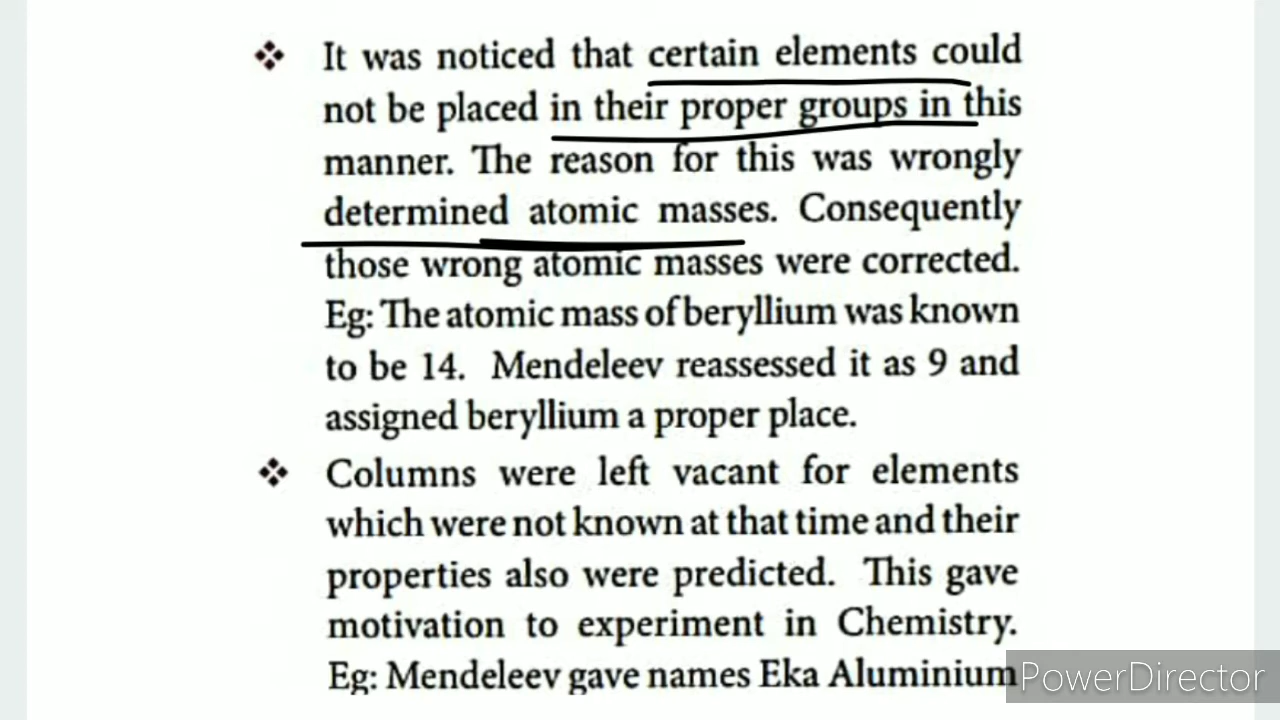 ❖ It was noticed that certain elements could
not be placed in their proper groups in this
manner. The reason for this was wrongly
determined atomic masses. Consequently
those wrong atomic masses were corrected.
Eg: The atomic mass of beryllium was known
to be 14. Mendeleev reassessed it as 9 and
assigned beryllium a proper place.
❖ Columns were left vacant for elements
which were not known at that time and their
properties also were predicted. This gave
motivation to experiment in Chemistry.
Eg: Mendeleev gave names Eka Aluminium
PowerDirector